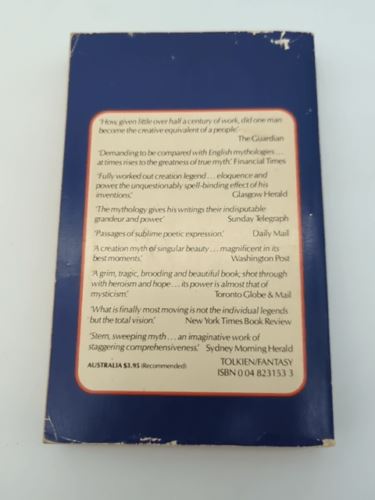 'How, given little over half a century of work, did one man
become the creative equivalent of a people?'
The Guardian
'Demanding to be compared with English mythologies...
at times rises to the greatness of true myth.' Financial Times
'Fully worked out creation legend... eloquence and
power, the unquestionably spell-binding effect of his
inventions.' Glasgow Herald
'The mythology gives his writings their indisputable
grandeur and power.' Sunday Telegraph
'Passages of sublime poetic expression.' Daily Mail
'A creation myth of singular beauty... magnificent in its
best moments.' Washington Post
'A grim, tragic, brooding and beautiful book, shot through
with heroism and hope... its power is almost that of
mysticism.' Toronto Globe & Mail
'What is finally most moving is not the individual legends
but the total vision.' New York Times Book Review
'Stern, sweeping myth... an imaginative work of
staggering comprehensiveness.' Sydney Morning Herald
AUSTRALIA $3.95 (Recommended) TOLKIEN/FANTASY
ISBN 0 04 823153 3